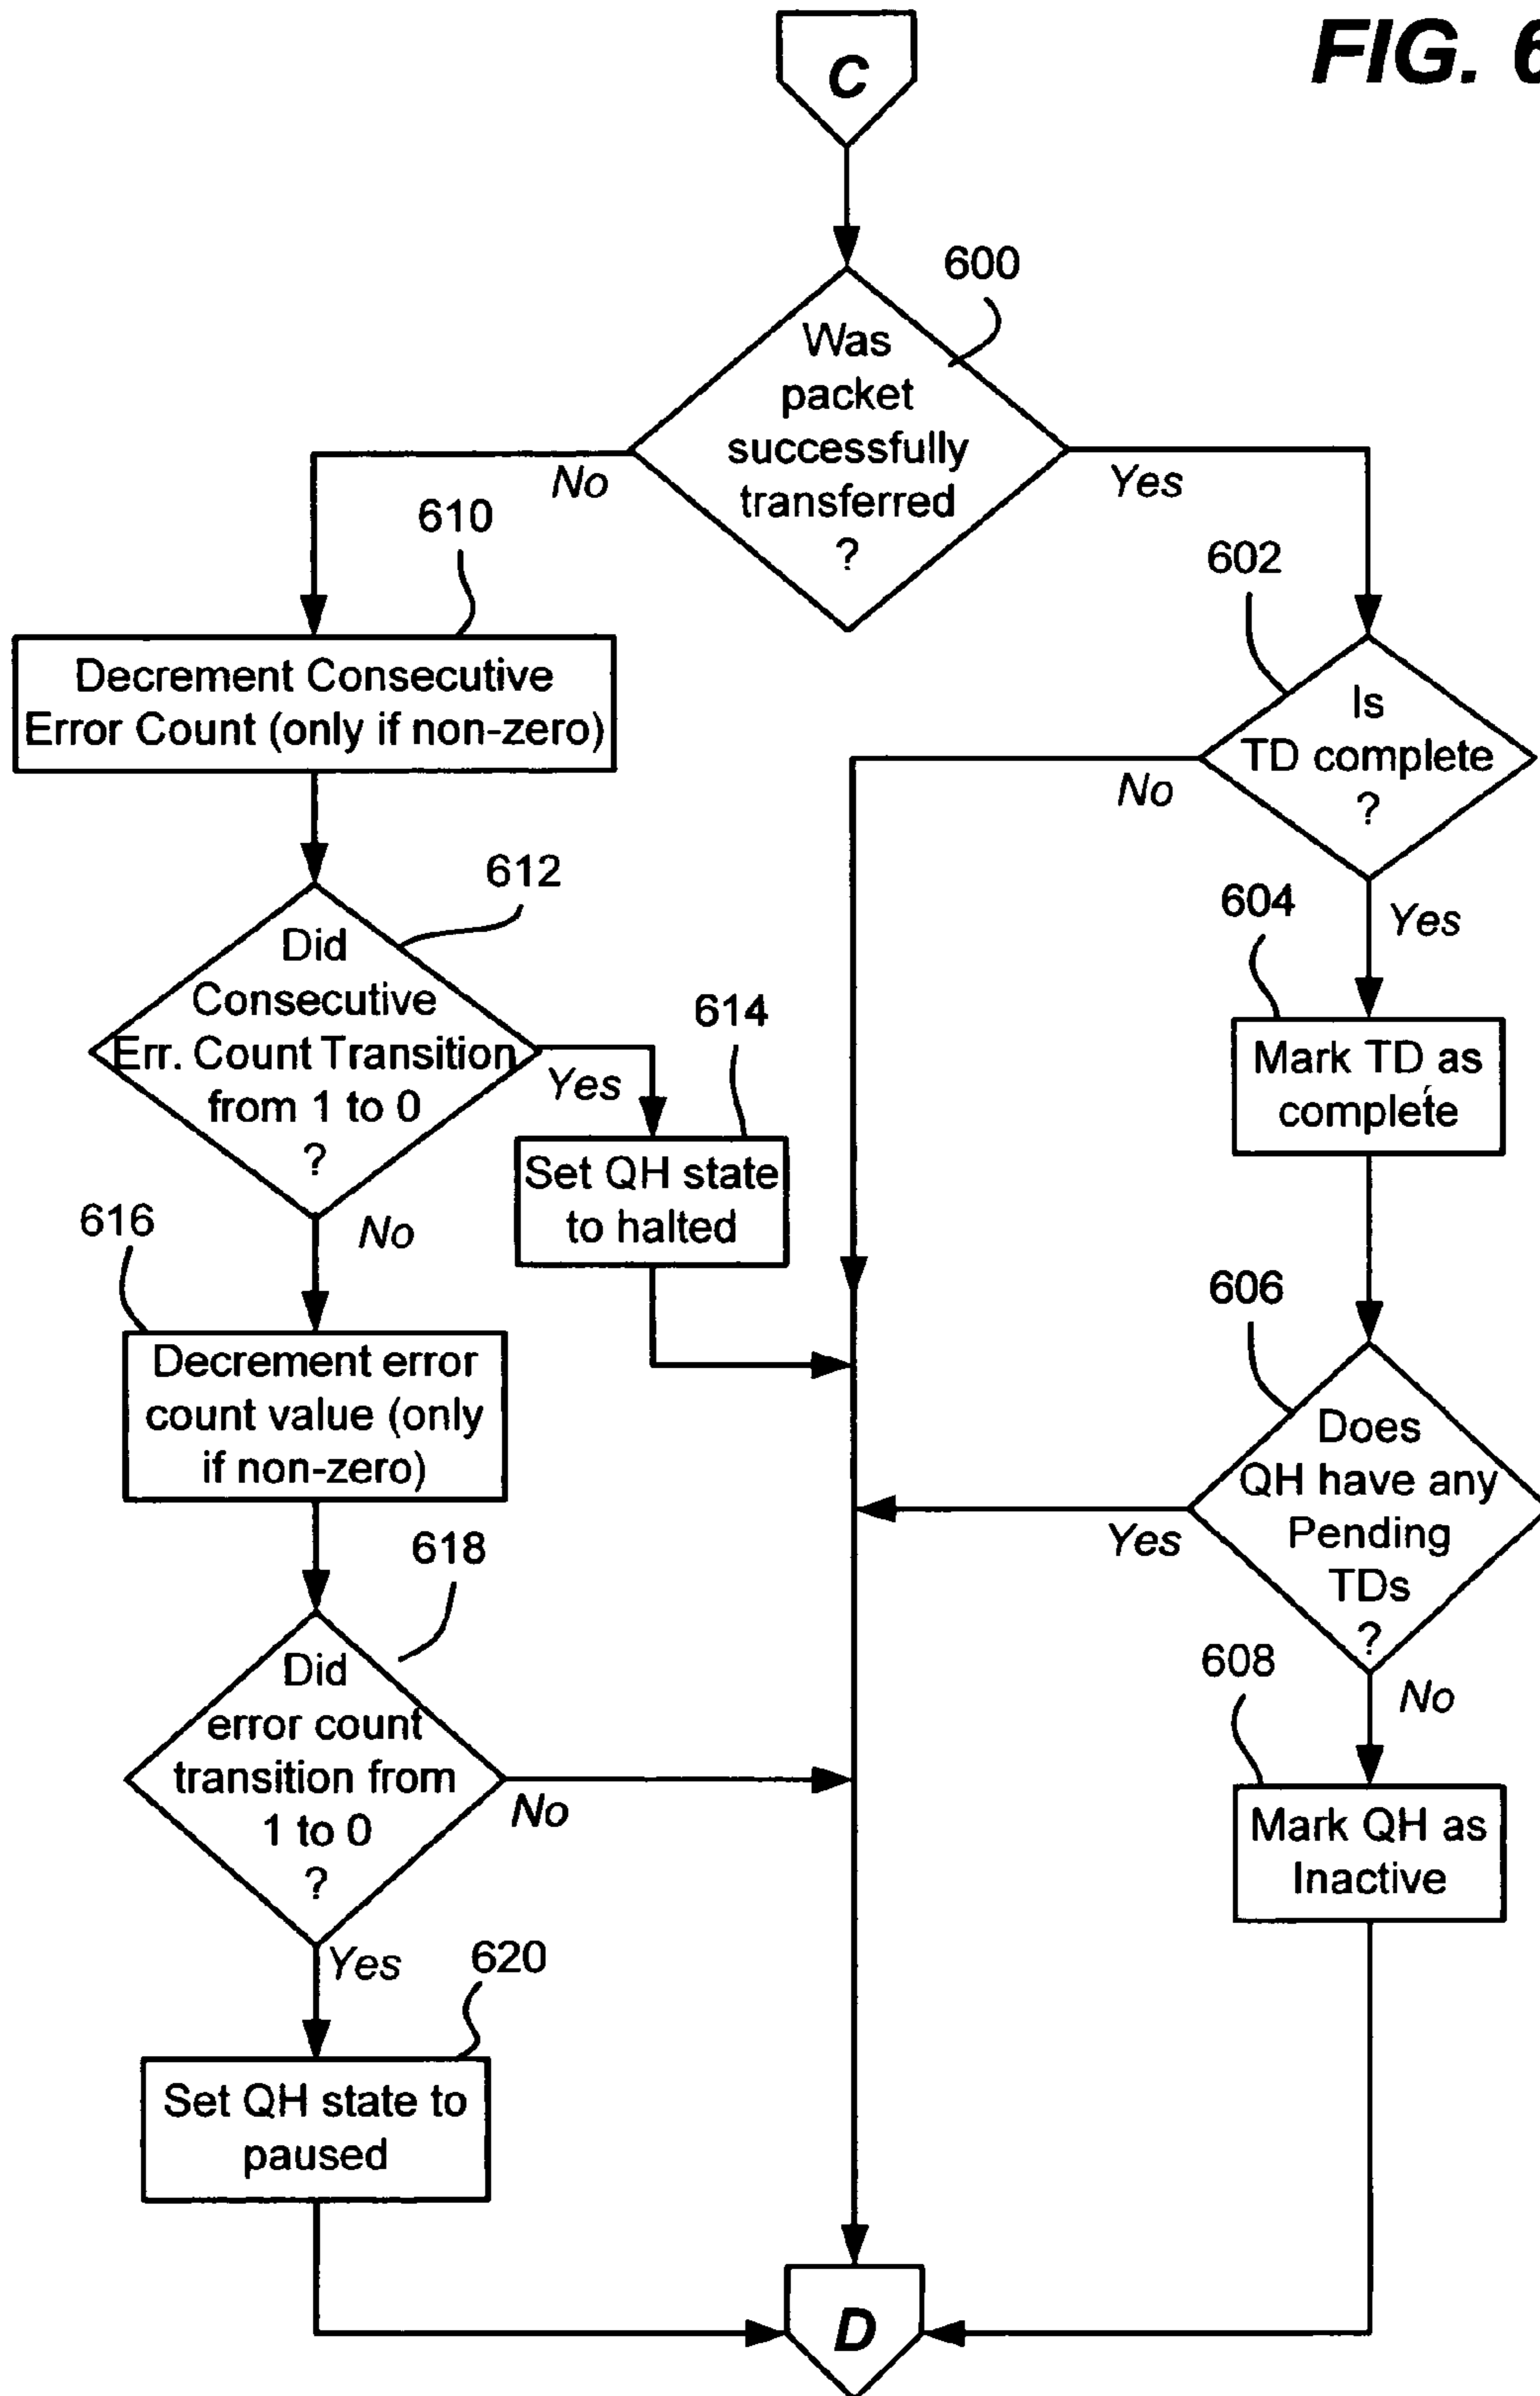 FIG. 6
C
600
Was
packet
successfully
transferred
?
No
Yes
610
602
Decrement Consecutive
Error Count (only if non-zero)
Is
TD complete
?
No
Yes
612
604
Did
Consecutive
Err. Count Transition
from 1 to 0
?
Yes
No
614
Mark TD as
complete
Set QH state
to halted
616
606
Decrement error
count value (only
if non-zero)
Does
QH have any
Pending
TDs
?
Yes
No
618
608
Did
error count
transition from
1 to 0
?
No
Yes
Mark QH as
Inactive
620
Set QH state to
paused
D